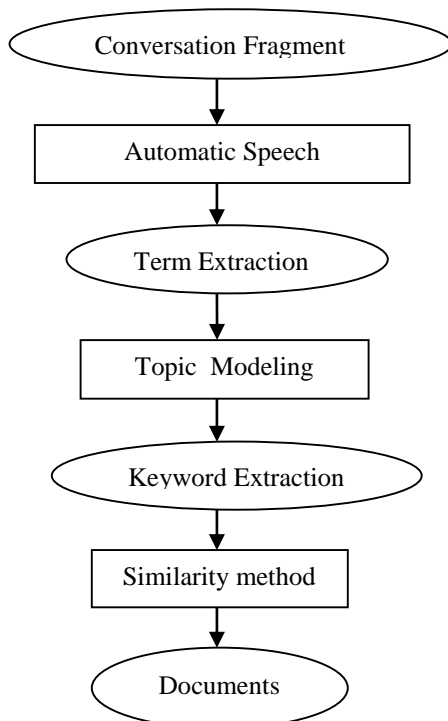 Conversation Fragment
Automatic Speech
Term Extraction
Topic Modeling
Keyword Extraction
Similarity method
Documents